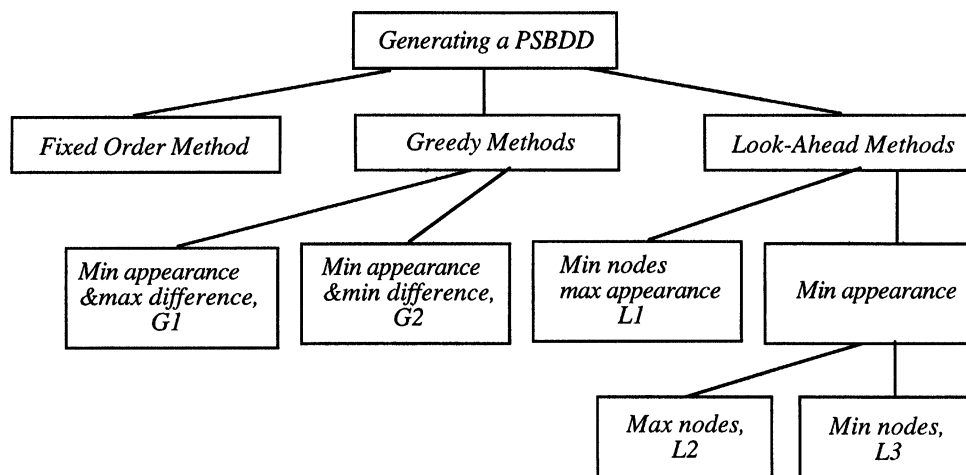 Generating a PSBDD
Fixed Order Method
Greedy Methods
Look-Ahead Methods
Min appearance
&max difference,
G1
Min appearance
&min difference,
G2
Min nodes
max appearance
L1
Min appearance
Max nodes,
L2
Min nodes,
L3